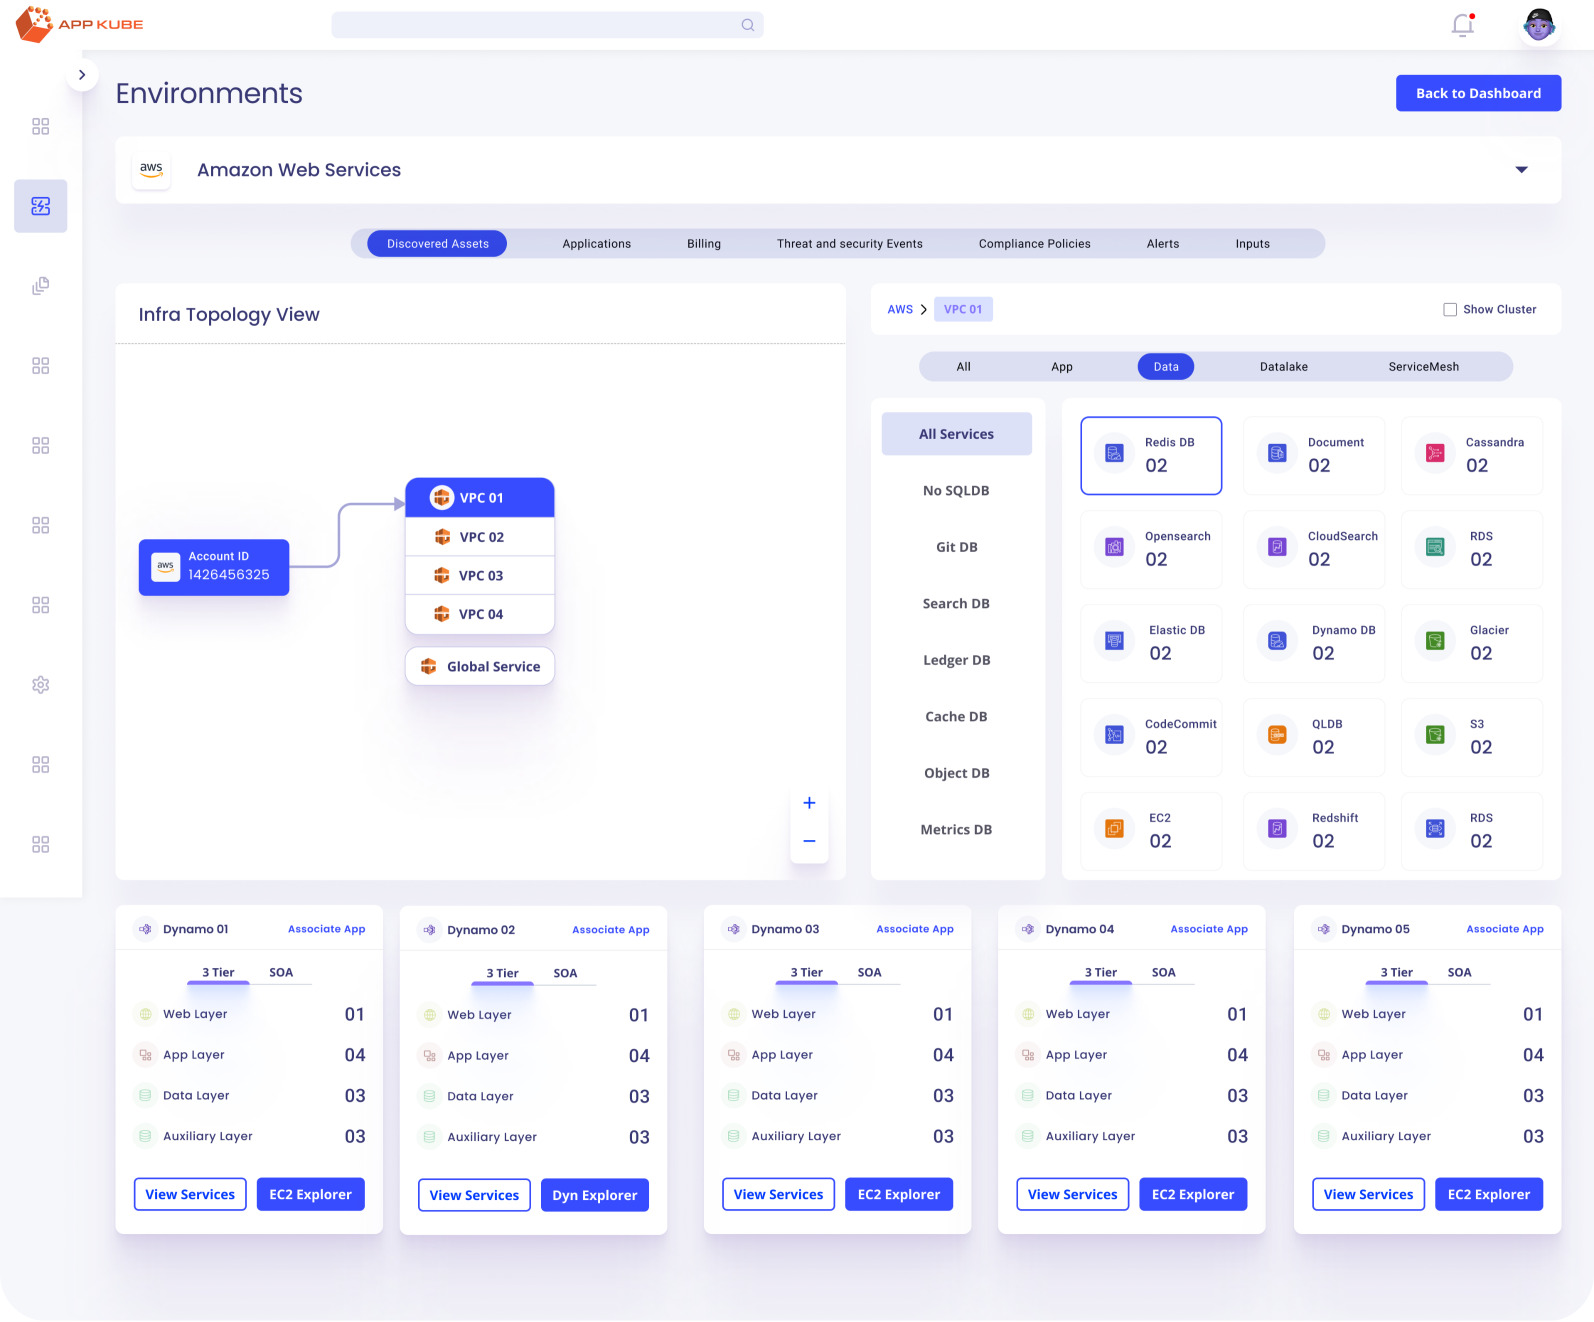 APP KUBE
Environments
Back to Dashboard
aws
Amazon Web Services
Discovered Assets
Applications
Billing
Threat and security Events
Compliance Policies
Alerts
Inputs
Infra Topology View
aws
Account ID
1426456325
VPC 01
VPC 02
VPC 03
VPC 04
Global Service
+
−
AWS > VPC 01
Show Cluster
All
App
Data
Datalake
ServiceMesh
All Services
No SQLDB
Git DB
Search DB
Ledger DB
Cache DB
Object DB
Metrics DB
Redis DB
02
Document
02
Cassandra
02
Opensearch
02
CloudSearch
02
RDS
02
Elastic DB
02
Dynamo DB
02
Glacier
02
CodeCommit
02
QLDB
02
S3
02
EC2
02
Redshift
02
RDS
02
Dynamo 01 Associate App
3 Tier SOA
Web Layer 01
App Layer 04
Data Layer 03
Auxiliary Layer 03
View Services EC2 Explorer
Dynamo 02 Associate App
3 Tier SOA
Web Layer 01
App Layer 04
Data Layer 03
Auxiliary Layer 03
View Services Dyn Explorer
Dynamo 03 Associate App
3 Tier SOA
Web Layer 01
App Layer 04
Data Layer 03
Auxiliary Layer 03
View Services EC2 Explorer
Dynamo 04 Associate App
3 Tier SOA
Web Layer 01
App Layer 04
Data Layer 03
Auxiliary Layer 03
View Services EC2 Explorer
Dynamo 05 Associate App
3 Tier SOA
Web Layer 01
App Layer 04
Data Layer 03
Auxiliary Layer 03
View Services EC2 Explorer